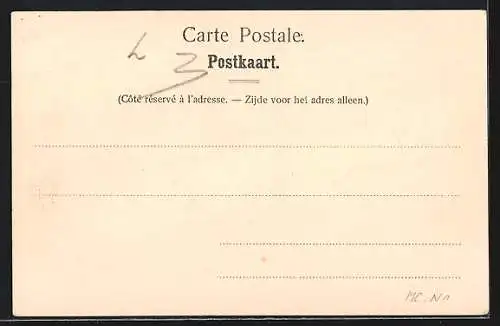 Carte Postale.
Postkaart.
(Côté réservé à l'adresse. — Zijde voor het adres alleen.)